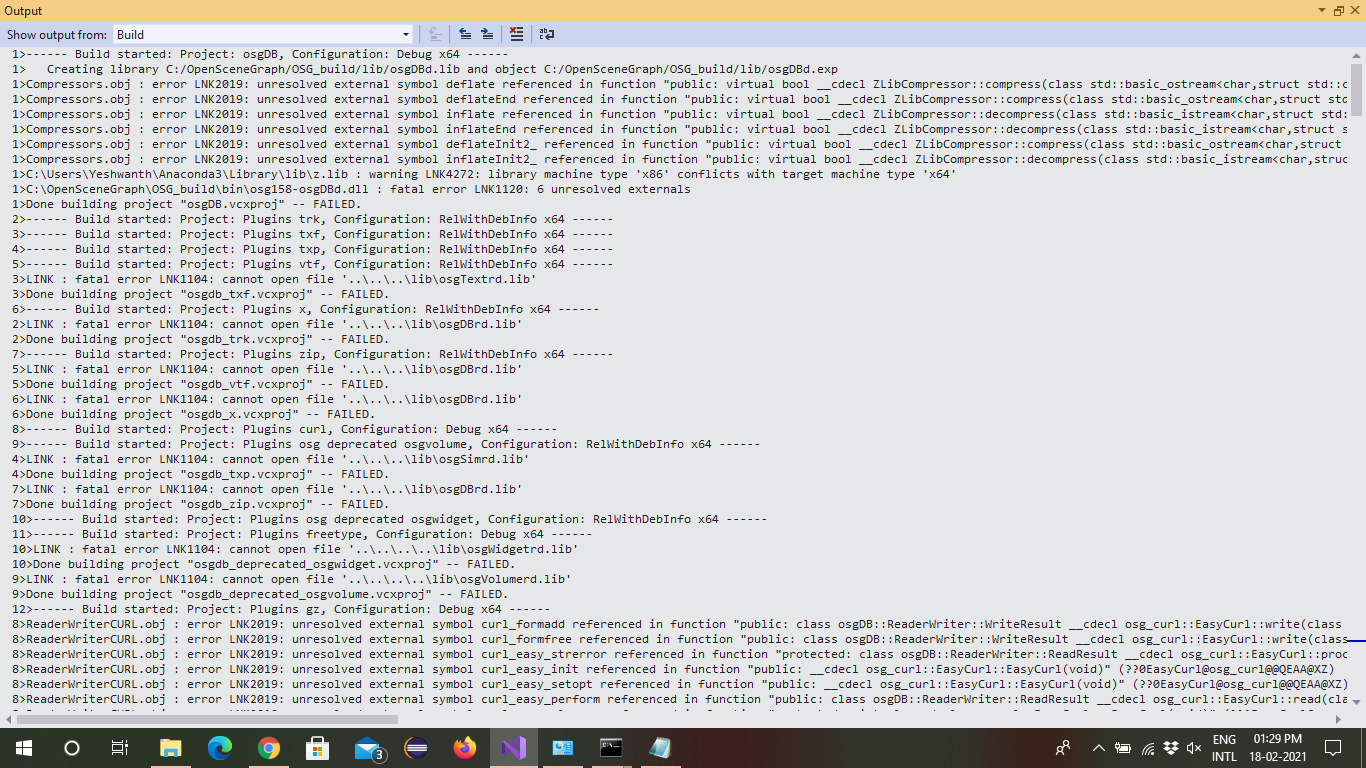 Output
Show output from: Build
1>------ Build started: Project: osgDB, Configuration: Debug x64 ------
1>   Creating library C:/OpenSceneGraph/OSG_build/lib/osgDBd.lib and object C:/OpenSceneGraph/OSG_build/lib/osgDBd.exp
1>Compressors.obj : error LNK2019: unresolved external symbol deflate referenced in function "public: virtual bool __cdecl ZLibCompressor::compress(class std::basic_ostream<char,struct std::c
1>Compressors.obj : error LNK2019: unresolved external symbol deflateEnd referenced in function "public: virtual bool __cdecl ZLibCompressor::compress(class std::basic_ostream<char,struct st
1>Compressors.obj : error LNK2019: unresolved external symbol inflate referenced in function "public: virtual bool __cdecl ZLibCompressor::decompress(class std::basic_istream<char,struct std:
1>Compressors.obj : error LNK2019: unresolved external symbol inflateEnd referenced in function "public: virtual bool __cdecl ZLibCompressor::decompress(class std::basic_istream<char,struct s
1>Compressors.obj : error LNK2019: unresolved external symbol deflateInit2_ referenced in function "public: virtual bool __cdecl ZLibCompressor::compress(class std::basic_ostream<char,struct
1>Compressors.obj : error LNK2019: unresolved external symbol inflateInit2_ referenced in function "public: virtual bool __cdecl ZLibCompressor::decompress(class std::basic_istream<char,struc
1>C:\Users\Yeshwanth\Anaconda3\Library\lib\z.lib : warning LNK4272: library machine type 'x86' conflicts with target machine type 'x64'
1>C:\OpenSceneGraph\OSG_build\bin\osg158-osgDBd.dll : fatal error LNK1120: 6 unresolved externals
1>Done building project "osgDB.vcxproj" -- FAILED.
2>------ Build started: Project: Plugins trk, Configuration: RelWithDebInfo x64 ------
3>------ Build started: Project: Plugins txf, Configuration: RelWithDebInfo x64 ------
4>------ Build started: Project: Plugins txp, Configuration: RelWithDebInfo x64 ------
5>------ Build started: Project: Plugins vtf, Configuration: RelWithDebInfo x64 ------
3>LINK : fatal error LNK1104: cannot open file '..\..\..\lib\osgTextrd.lib'
3>Done building project "osgdb_txf.vcxproj" -- FAILED.
6>------ Build started: Project: Plugins x, Configuration: RelWithDebInfo x64 ------
2>LINK : fatal error LNK1104: cannot open file '..\..\..\lib\osgDBrd.lib'
2>Done building project "osgdb_trk.vcxproj" -- FAILED.
7>------ Build started: Project: Plugins zip, Configuration: RelWithDebInfo x64 ------
5>LINK : fatal error LNK1104: cannot open file '..\..\..\lib\osgDBrd.lib'
5>Done building project "osgdb_vtf.vcxproj" -- FAILED.
6>LINK : fatal error LNK1104: cannot open file '..\..\..\lib\osgDBrd.lib'
6>Done building project "osgdb_x.vcxproj" -- FAILED.
8>------ Build started: Project: Plugins curl, Configuration: Debug x64 ------
9>------ Build started: Project: Plugins osg deprecated osgvolume, Configuration: RelWithDebInfo x64 ------
4>LINK : fatal error LNK1104: cannot open file '..\..\..\lib\osgSimrd.lib'
4>Done building project "osgdb_txp.vcxproj" -- FAILED.
7>LINK : fatal error LNK1104: cannot open file '..\..\..\lib\osgDBrd.lib'
7>Done building project "osgdb_zip.vcxproj" -- FAILED.
10>------ Build started: Project: Plugins osg deprecated osgwidget, Configuration: RelWithDebInfo x64 ------
11>------ Build started: Project: Plugins freetype, Configuration: Debug x64 ------
10>LINK : fatal error LNK1104: cannot open file '..\..\..\..\lib\osgWidgetrd.lib'
10>Done building project "osgdb_deprecated_osgwidget.vcxproj" -- FAILED.
9>LINK : fatal error LNK1104: cannot open file '..\..\..\..\lib\osgVolumerd.lib'
9>Done building project "osgdb_deprecated_osgvolume.vcxproj" -- FAILED.
12>------ Build started: Project: Plugins gz, Configuration: Debug x64 ------
8>ReaderWriterCURL.obj : error LNK2019: unresolved external symbol curl_formadd referenced in function "public: class osgDB::ReaderWriter::WriteResult __cdecl osg_curl::EasyCurl::write(class
8>ReaderWriterCURL.obj : error LNK2019: unresolved external symbol curl_formfree referenced in function "public: class osgDB::ReaderWriter::WriteResult __cdecl osg_curl::EasyCurl::write(class
8>ReaderWriterCURL.obj : error LNK2019: unresolved external symbol curl_easy_strerror referenced in function "protected: class osgDB::ReaderWriter::ReadResult __cdecl osg_curl::EasyCurl::proc
8>ReaderWriterCURL.obj : error LNK2019: unresolved external symbol curl_easy_init referenced in function "public: __cdecl osg_curl::EasyCurl::EasyCurl(void)" (??0EasyCurl@osg_curl@@QEAA@XZ)
8>ReaderWriterCURL.obj : error LNK2019: unresolved external symbol curl_easy_setopt referenced in function "public: __cdecl osg_curl::EasyCurl::EasyCurl(void)" (??0EasyCurl@osg_curl@@QEAA@XZ)
8>ReaderWriterCURL.obj : error LNK2019: unresolved external symbol curl_easy_perform referenced in function "public: class osgDB::ReaderWriter::ReadResult __cdecl osg_curl::EasyCurl::read(cla
3
ENG
INTL
01:29 PM
18-02-2021